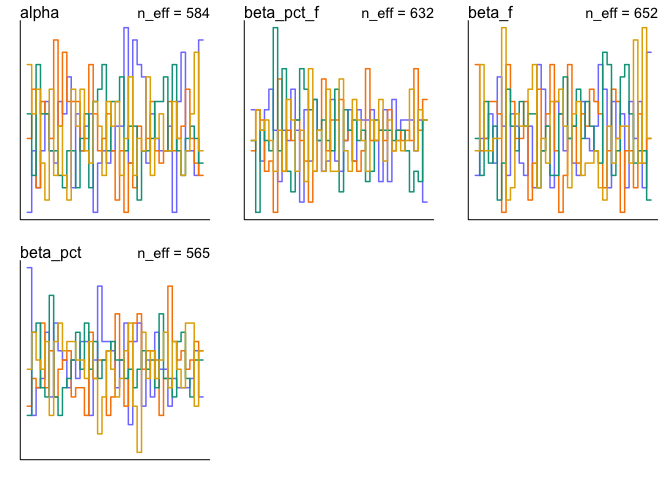 alpha n_eff = 584
beta_pct_f n_eff = 632
beta_f n_eff = 652
beta_pct n_eff = 565